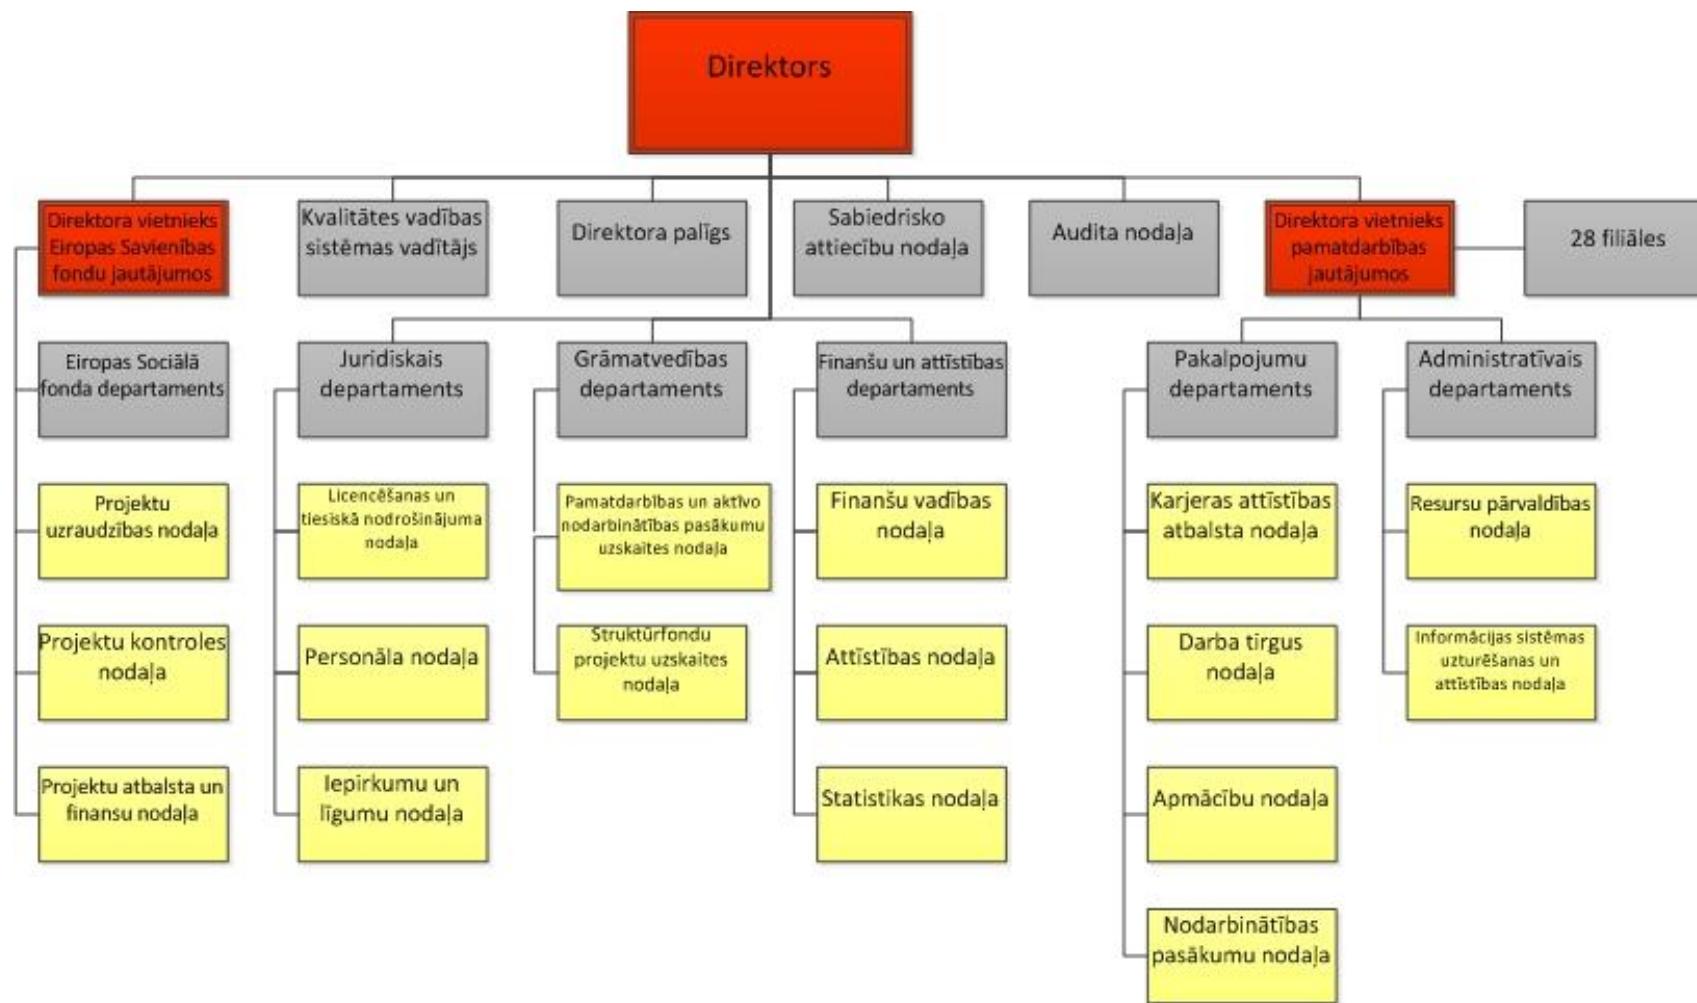 Direktors
Direktora vietnieks
Eiropas Savienības
fondu jautājumos
Kvalitātes vadības
sistēmas vadītājs
Direktora palīgs
Sabiedrisko
attiecību nodaļa
Audita nodaļa
Direktora vietnieks
pamatdarbības
jautājumos
28 filiāles
Eiropas Sociālā
fonda departaments
Juridiskais
departaments
Grāmatvedības
departaments
Finanšu un attīstības
departaments
Pakalpojumu
departaments
Administratīvais
departaments
Projektu
uzraudzības nodaļa
Licencēšanas un
tiesiskā nodrošinājuma
nodaļa
Pamatdarbības un aktīvo
nodarbinātības pasākumu
uzskaites nodaļa
Finanšu vadības
nodaļa
Karjeras attīstības
atbalsta nodaļa
Resursu pārvaldības
nodaļa
Projektu kontroles
nodaļa
Personāla nodaļa
Struktūrfondu
projektu uzskaites
nodaļa
Attīstības nodaļa
Darba tirgus
nodaļa
Informācijas sistēmas
uzturēšanas un
attīstības nodaļa
Projektu atbalsta un
finansu nodaļa
Iepirkumu un
līgumu nodaļa
Statistikas nodaļa
Apmācību nodaļa
Nodarbinātības
pasākumu nodaļa